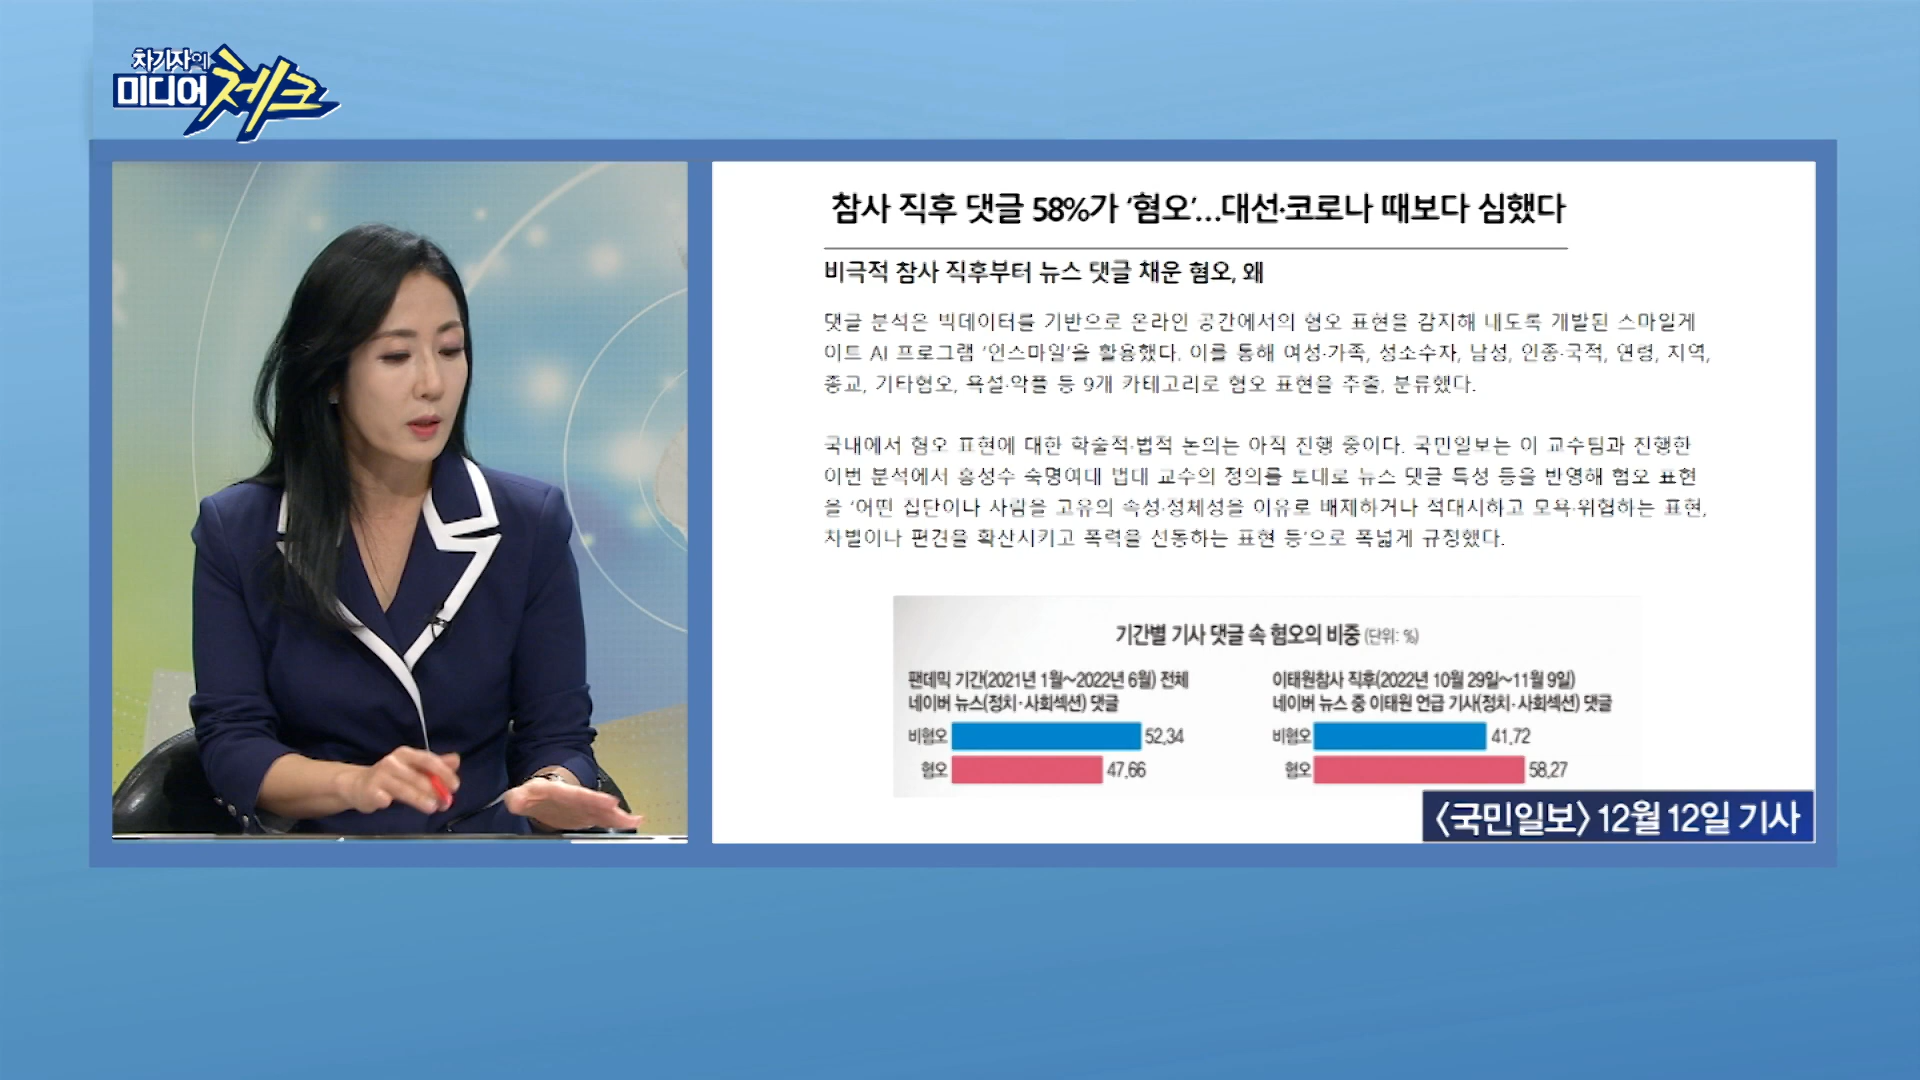 차기자의
미디어 체크
참사 직후 댓글 58%가 '혐오'...대선·코로나 때보다 심했다
비극적 참사 직후부터 뉴스 댓글 채운 혐오, 왜
댓글 분석은 빅데이터를 기반으로 온라인 공간에서의 혐오 표현을 감지해 내도록 개발된 스마일게
이트 AI 프로그램 '언스마일'을 활용했다. 이를 통해 여성·가족, 성소수자, 남성, 인종·국적, 연령, 지역,
종교, 기타혐오, 욕설·악플 등 9개 카테고리로 혐오 표현을 추출, 분류했다.
국내에서 혐오 표현에 대한 학술적·법적 논의는 아직 진행 중이다. 국민일보는 이 교수팀과 진행한
이번 분석에서 홍성수 숙명여대 법대 교수의 정의를 토대로 뉴스 댓글 특성 등을 반영해 혐오 표현
을 '어떤 집단이나 사람을 고유의 속성·정체성을 이유로 배제하거나 적대시하고 모욕·위협하는 표현,
차별이나 편견을 확산시키고 폭력을 선동하는 표현 등'으로 폭넓게 규정했다.
기간별 기사 댓글 속 혐오의 비중 (단위: %)
팬데믹 기간(2021년 1월~2022년 6월) 전체
네이버 뉴스(정치·사회섹션) 댓글
비혐오 52.34
혐오 47.66
이태원참사 직후(2022년 10월 29일~11월 9일)
네이버 뉴스 중 이태원 언급 기사(정치·사회섹션) 댓글
비혐오 41.72
혐오 58.27
〈국민일보〉 12월 12일 기사